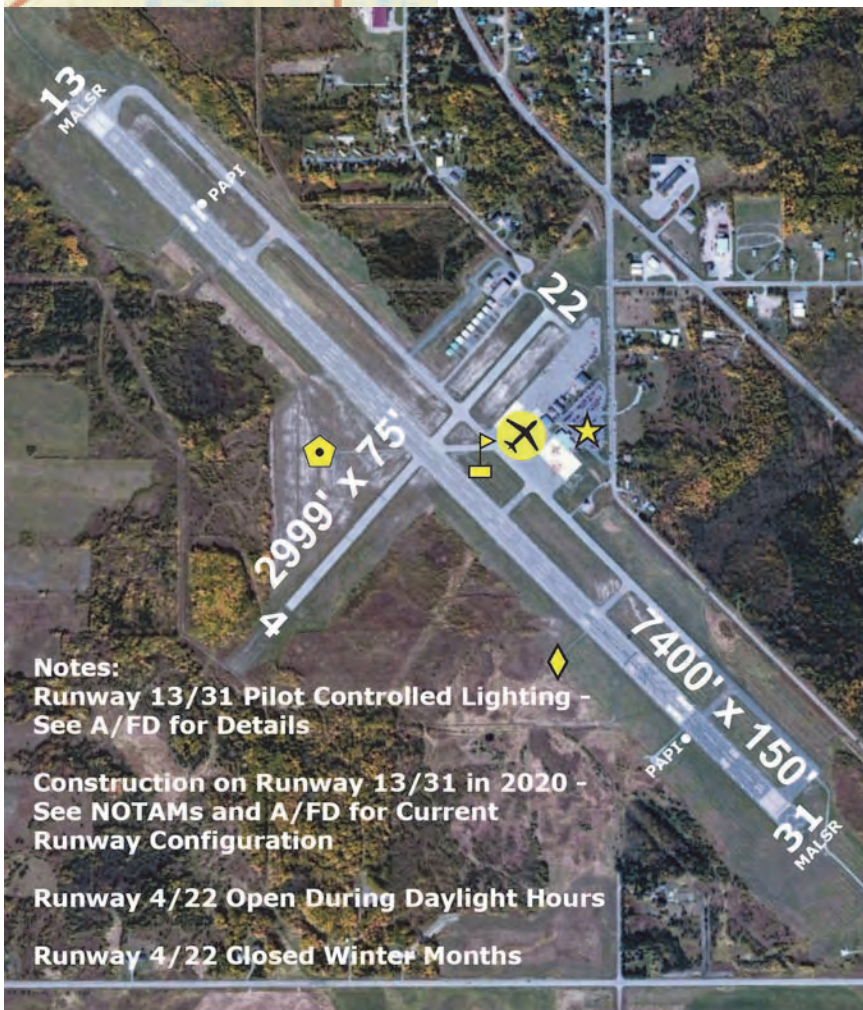 13
MALSR
PAPI
22
2999' x 75'
4
7400' x 150'
PAPI
31
MALSR
Notes:
Runway 13/31 Pilot Controlled Lighting -
See A/FD for Details
Construction on Runway 13/31 in 2020 -
See NOTAMs and A/FD for Current
Runway Configuration
Runway 4/22 Open During Daylight Hours
Runway 4/22 Closed Winter Months